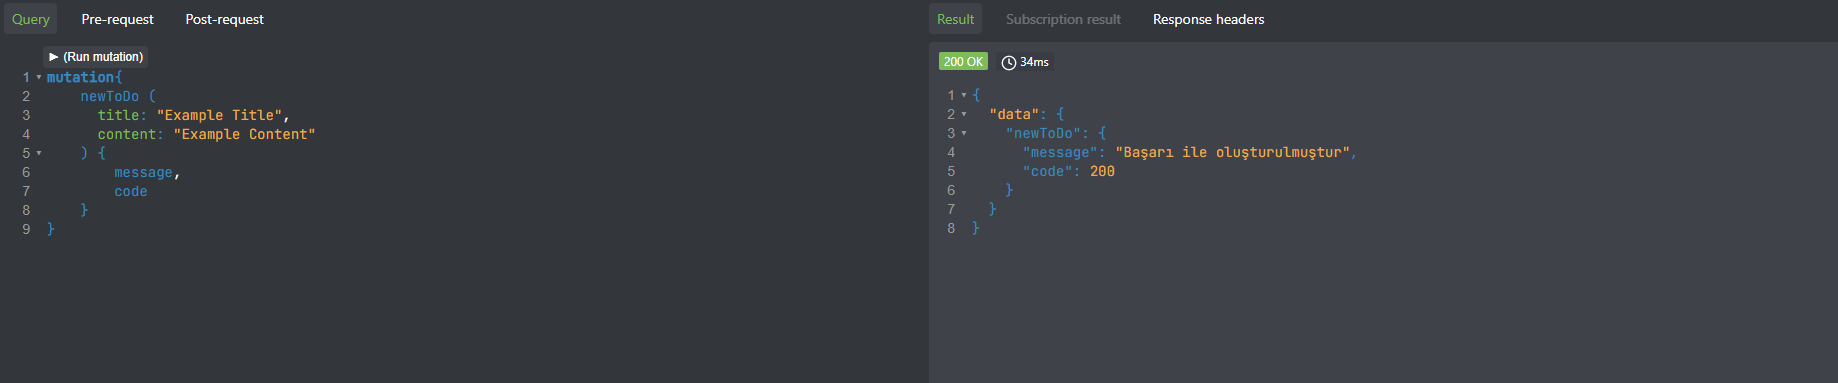 Query Pre-request Post-request
▶ (Run mutation)
1 mutation{
2 newToDo (
3 title: "Example Title",
4 content: "Example Content"
5 ) {
6 message,
7 code
8 }
9 }
Result Subscription result Response headers
200 OK 34ms
1 {
2 "data": {
3 "newToDo": {
4 "message": "Başarı ile oluşturulmuştur",
5 "code": 200
6 }
7 }
8 }